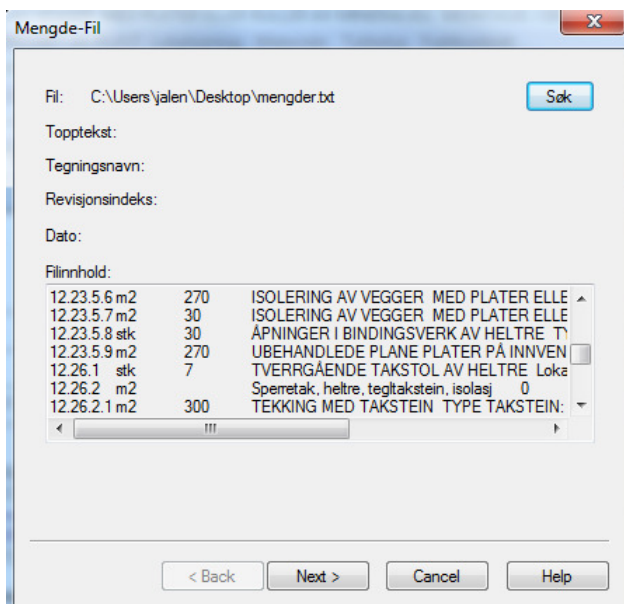 Mengde-Fil
Fil: C:\Users\jalen\Desktop\mengder.txt Søk
Topptekst:
Tegningsnavn:
Revisjonsindeks:
Dato:
Filinnhold:
12.23.5.6 m2 270 ISOLERING AV VEGGER MED PLATER ELLE
12.23.5.7 m2 30 ISOLERING AV VEGGER MED PLATER ELLE
12.23.5.8 stk 30 ÅPNINGER I BINDINGSVERK AV HELTRE TY
12.23.5.9 m2 270 UBEHANDLEDE PLANE PLATER PÅ INNVEN
12.26.1 stk 7 TVERRGÅENDE TAKSTOL AV HELTRE Loka
12.26.2 m2 Sperretak, heltre, tegltakstein, isolasj 0
12.26.2.1 m2 300 TEKKING MED TAKSTEIN TYPE TAKSTEIN:
< Back Next > Cancel Help